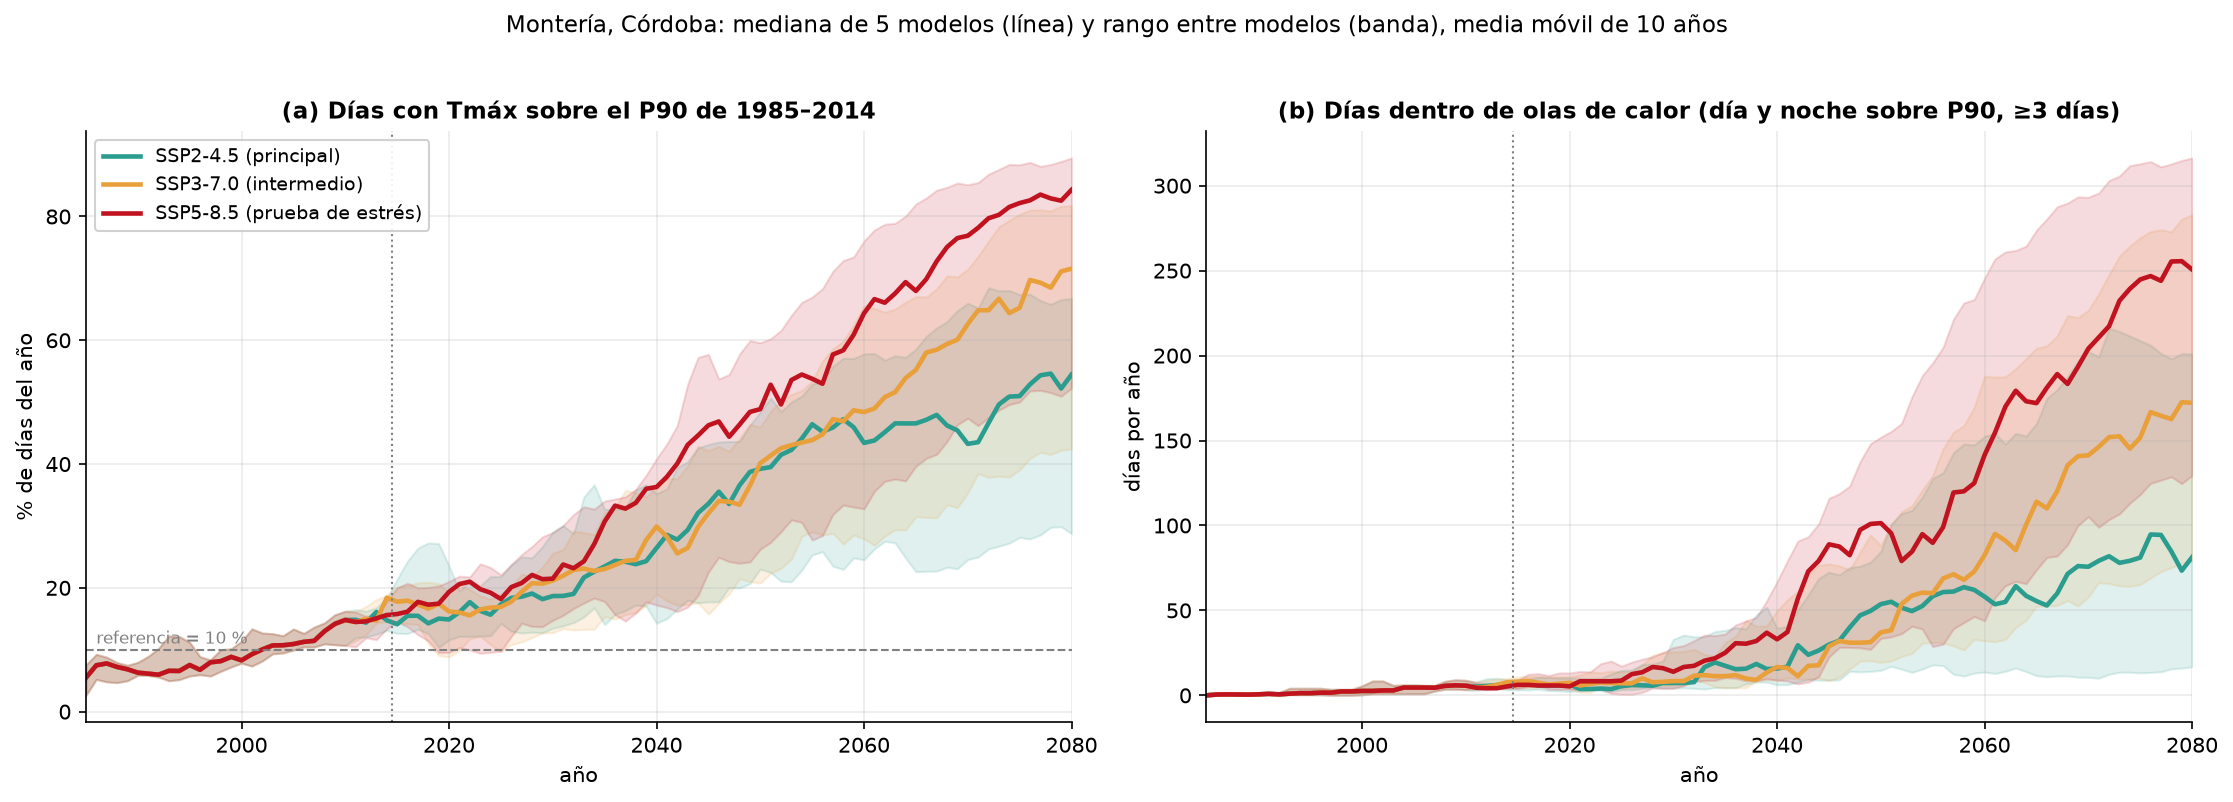 Montería, Córdoba: mediana de 5 modelos (línea) y rango entre modelos (banda), media móvil de 10 años
(a) Días con Tmáx sobre el P90 de 1985–2014
SSP2-4.5 (principal)
SSP3-7.0 (intermedio)
SSP5-8.5 (prueba de estrés)
referencia = 10 %
% de días del año
80
60
40
20
0
2000
2020
2040
2060
2080
año
(b) Días dentro de olas de calor (día y noche sobre P90, ≥3 días)
días por año
300
250
200
150
100
50
0
2000
2020
2040
2060
2080
año